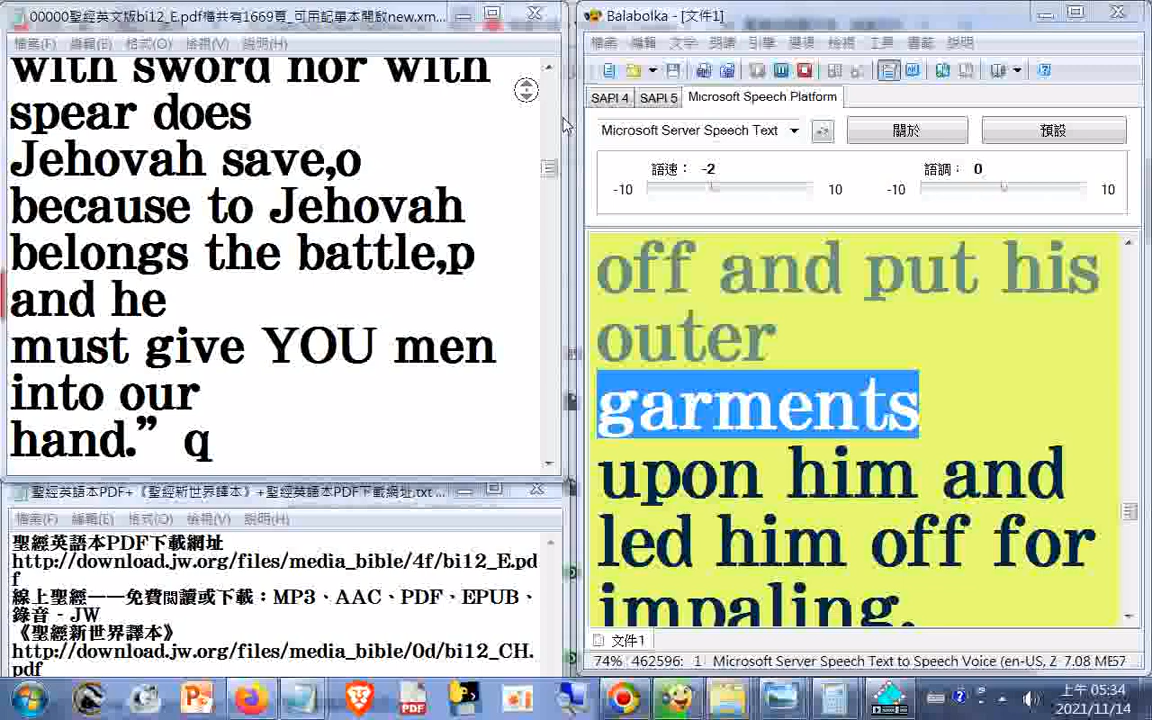 00000聖經英文版bi12_E.pdf檔共有1669頁_可用記事本開啟new.xm...
檔案(F) 編輯(E) 格式(O) 檢視(V) 說明(H)
with sword nor with
spear does
Jehovah save,o
because to Jehovah
belongs the battle,p
and he
must give YOU men
into our
hand.” q
聖經英語本PDF+《聖經新世界譯本》+聖經英語本PDF下載網址.txt ...
檔案(F) 編輯(E) 格式(O) 檢視(V) 說明(H)
聖經英語本PDF下載網址
http://download.jw.org/files/media_bible/4f/bi12_E.pd
f
線上聖經——免費閱讀或下載：MP3、AAC、PDF、EPUB、
錄音 - JW
《聖經新世界譯本》
http://download.jw.org/files/media_bible/0d/bi12_CH.
pdf
Balabolka - [文件1]
檔案 編輯 文字 朗讀 引擎 選項 檢視 工具 書籤 說明
SAPI 4 SAPI 5 Microsoft Speech Platform
Microsoft Server Speech Text 關於 預設
語速： -2 語調： 0
-10 10 -10 10
off and put his
outer
garments
upon him and
led him off for
impaling.
文件1
74% 462596: 1 Microsoft Server Speech Text to Speech Voice (en-US, Z 7.08 ME57
PDF
上午 05:34
2021/11/14